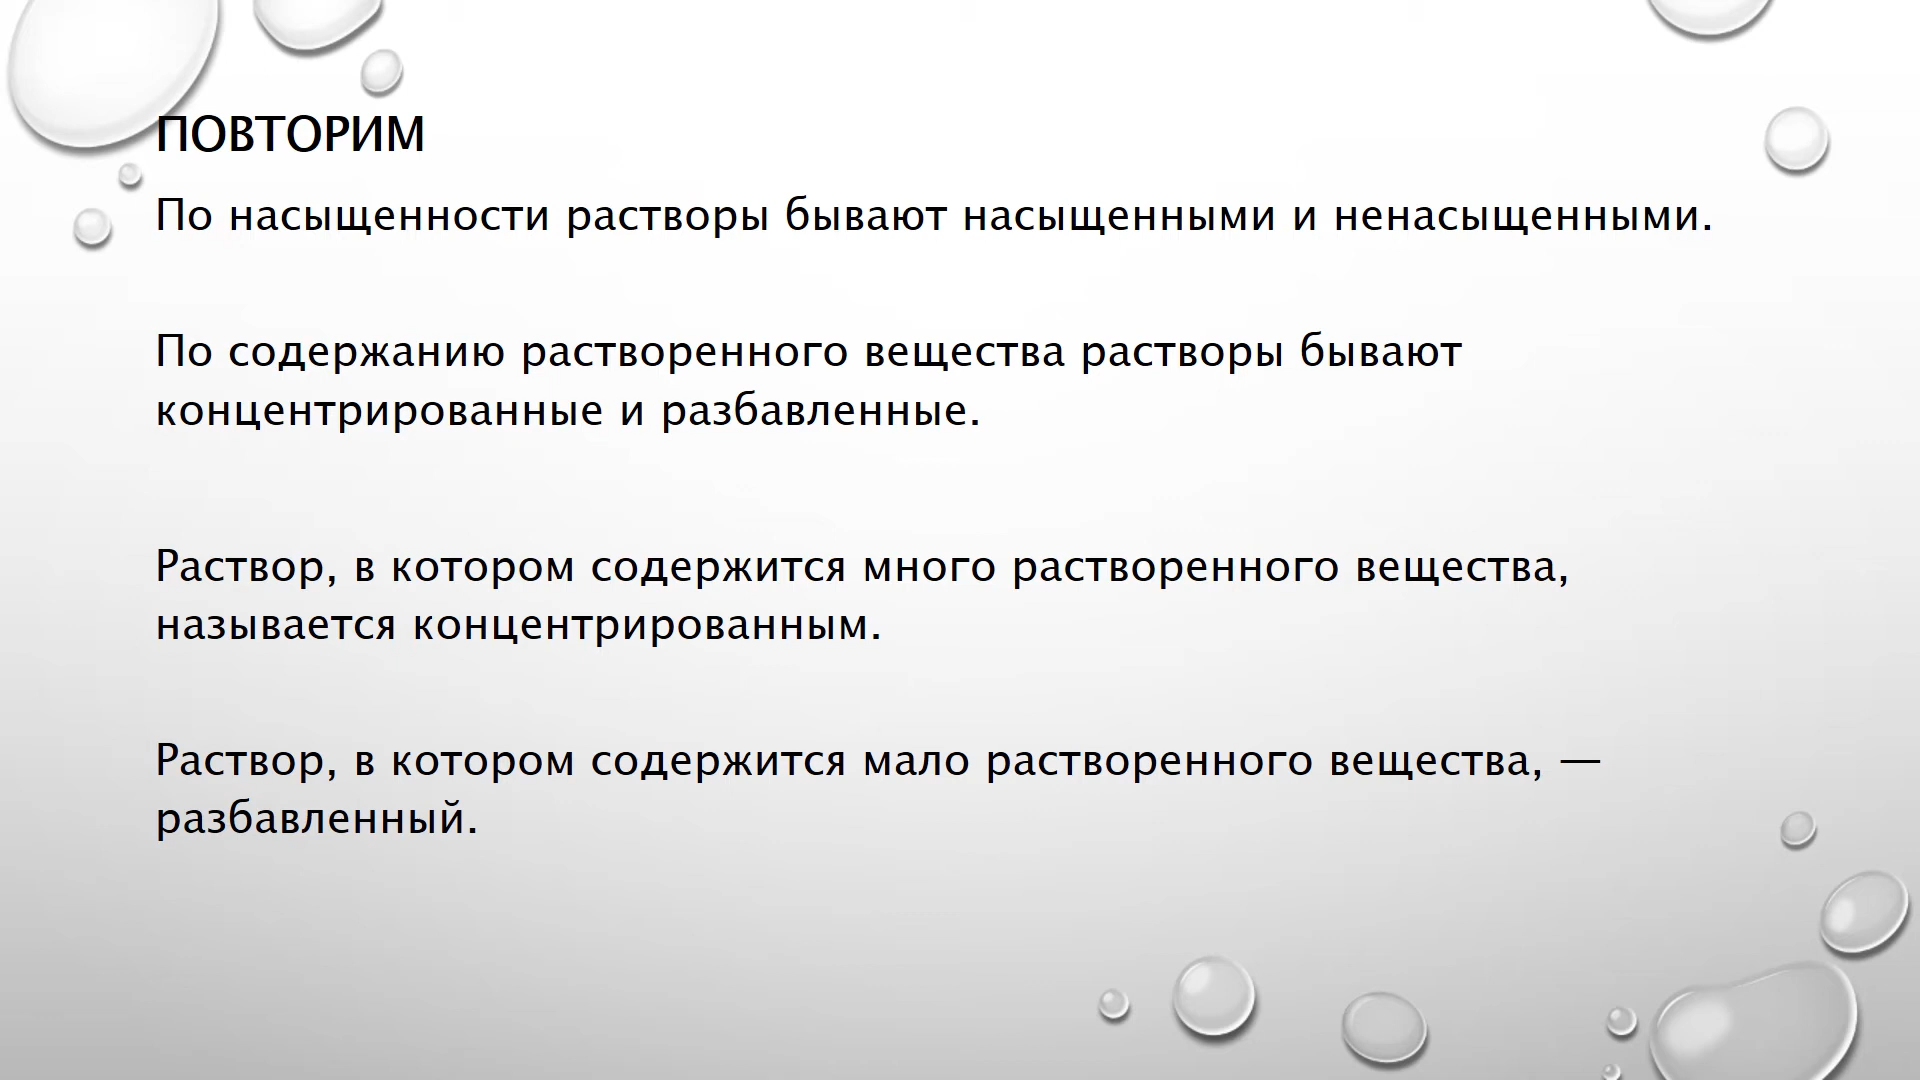 ПОВТОРИМ
По насыщенности растворы бывают насыщенными и ненасыщенными.
По содержанию растворенного вещества растворы бывают
концентрированные и разбавленные.
Раствор, в котором содержится много растворенного вещества,
называется концентрированным.
Раствор, в котором содержится мало растворенного вещества, —
разбавленный.